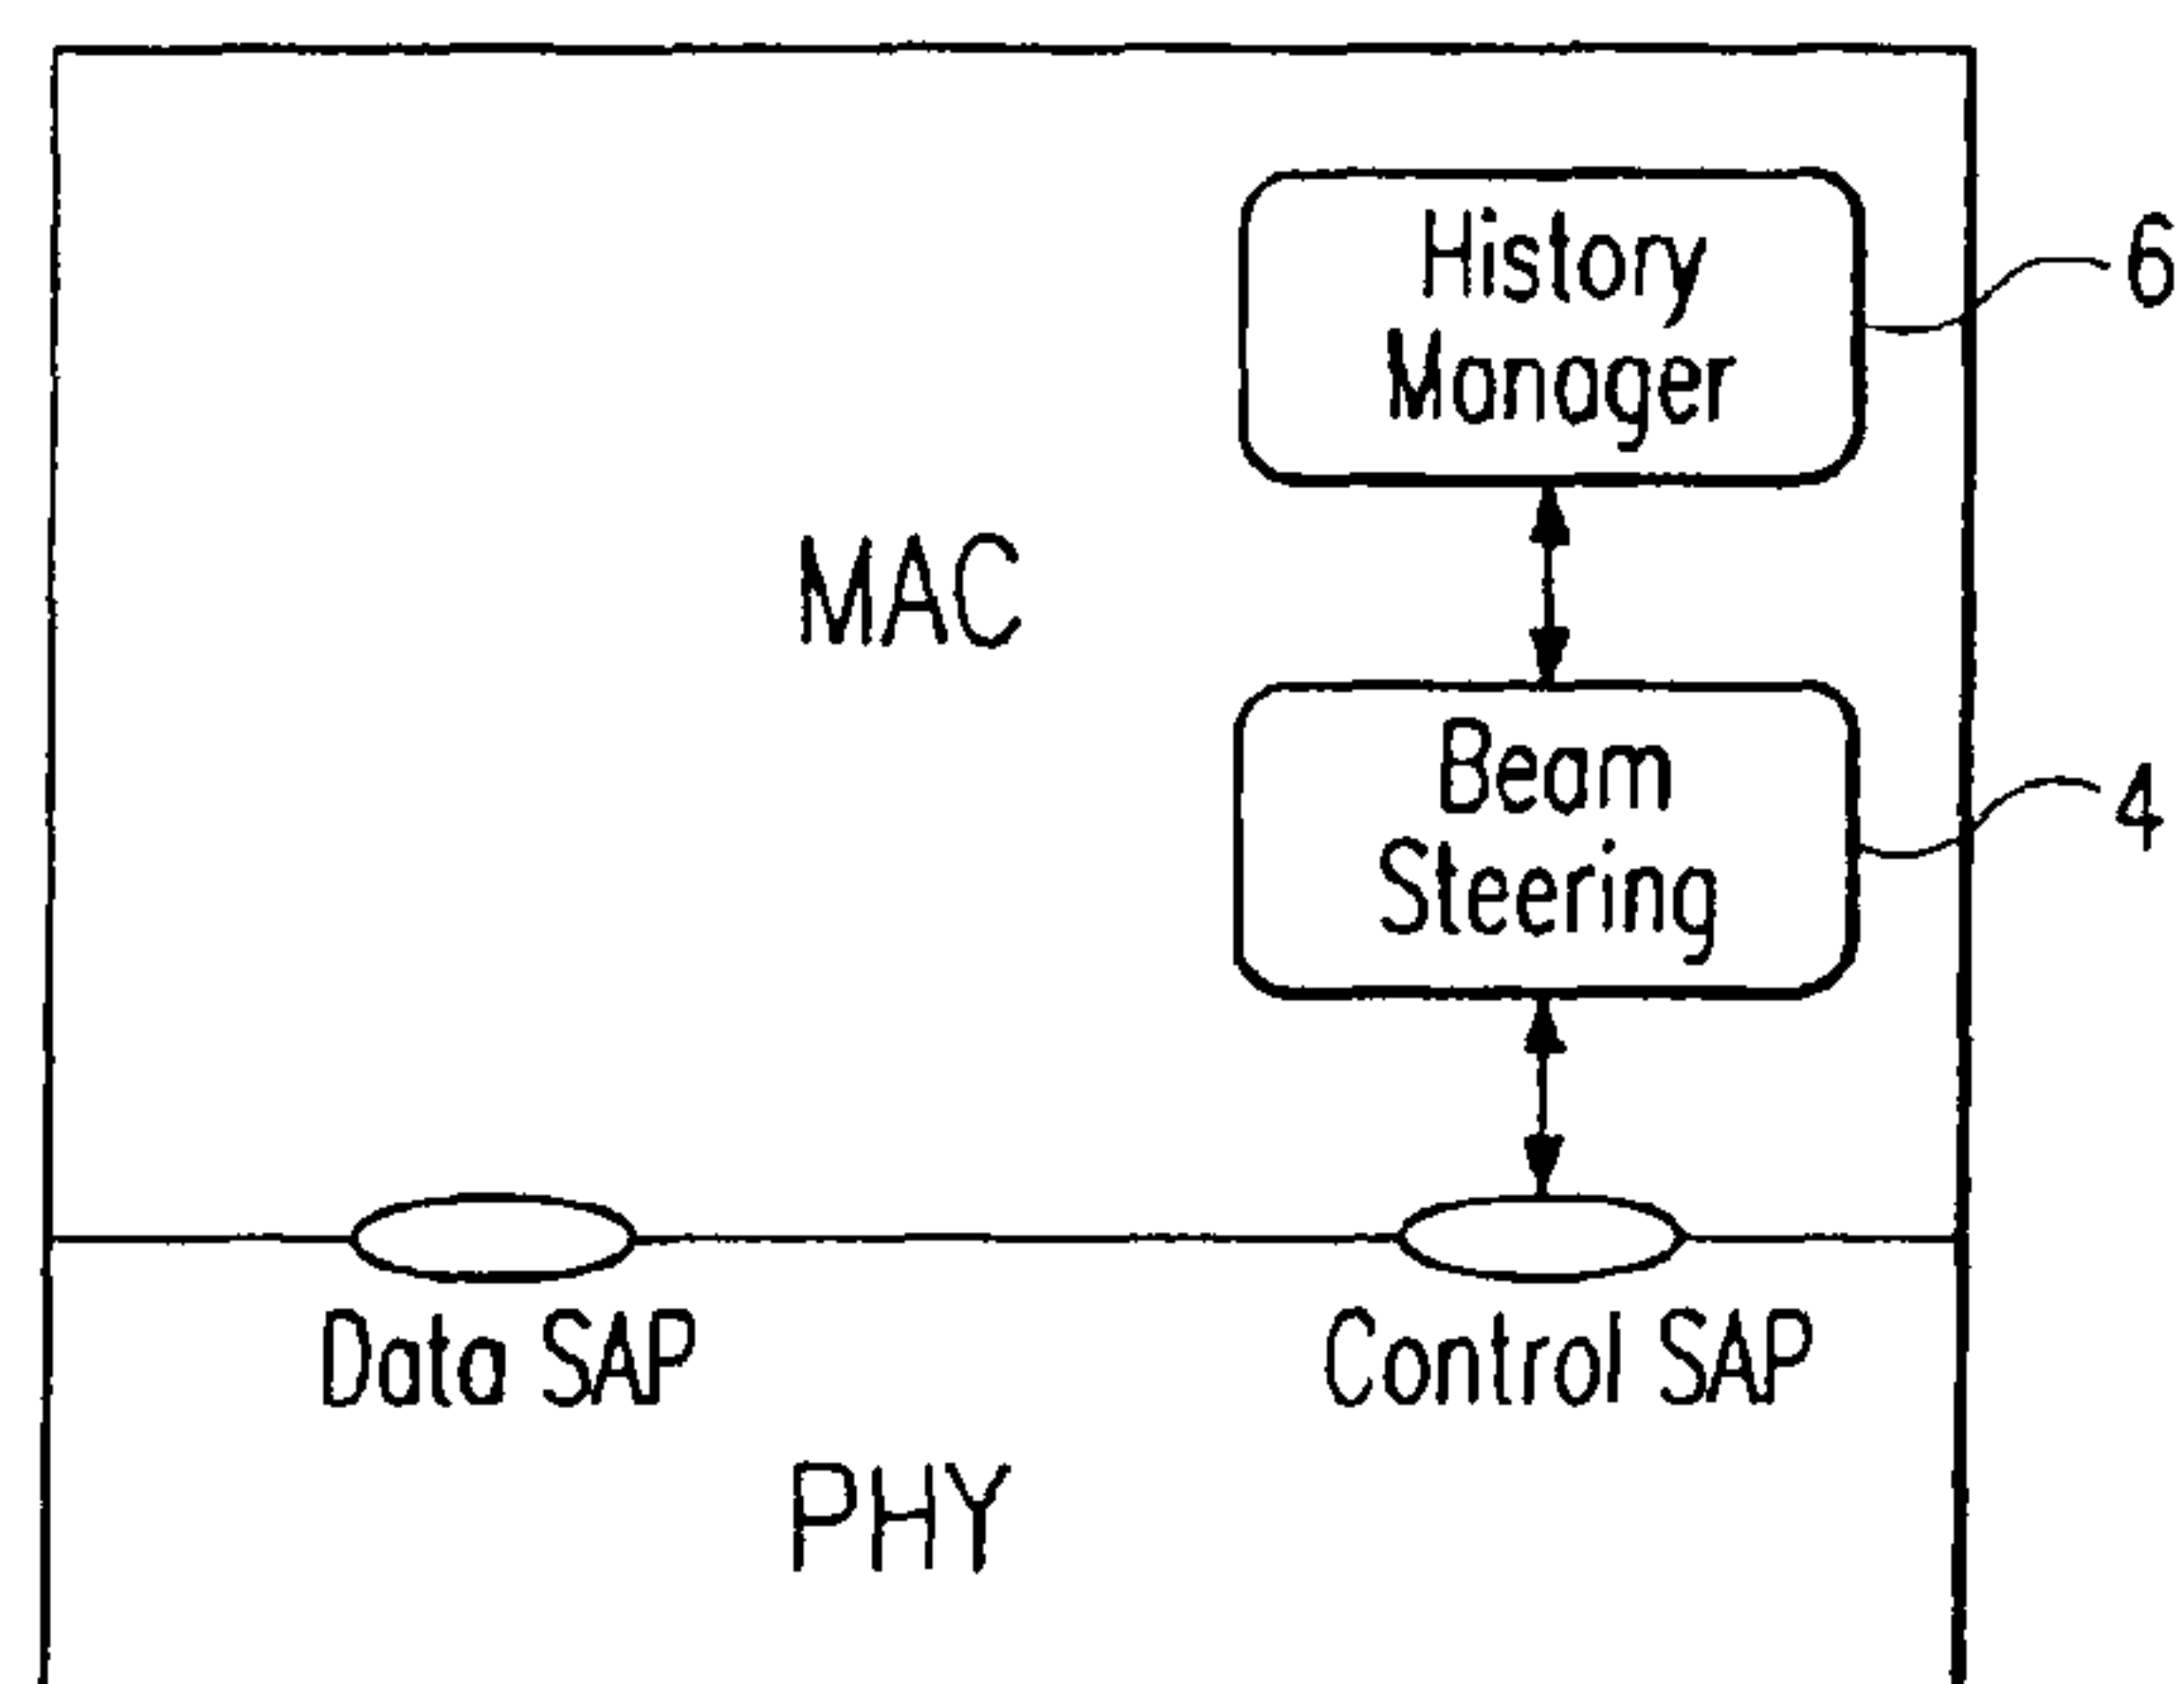 History
Manager
6
MAC
Beam
Steering
4
Data SAP
Control SAP
PHY